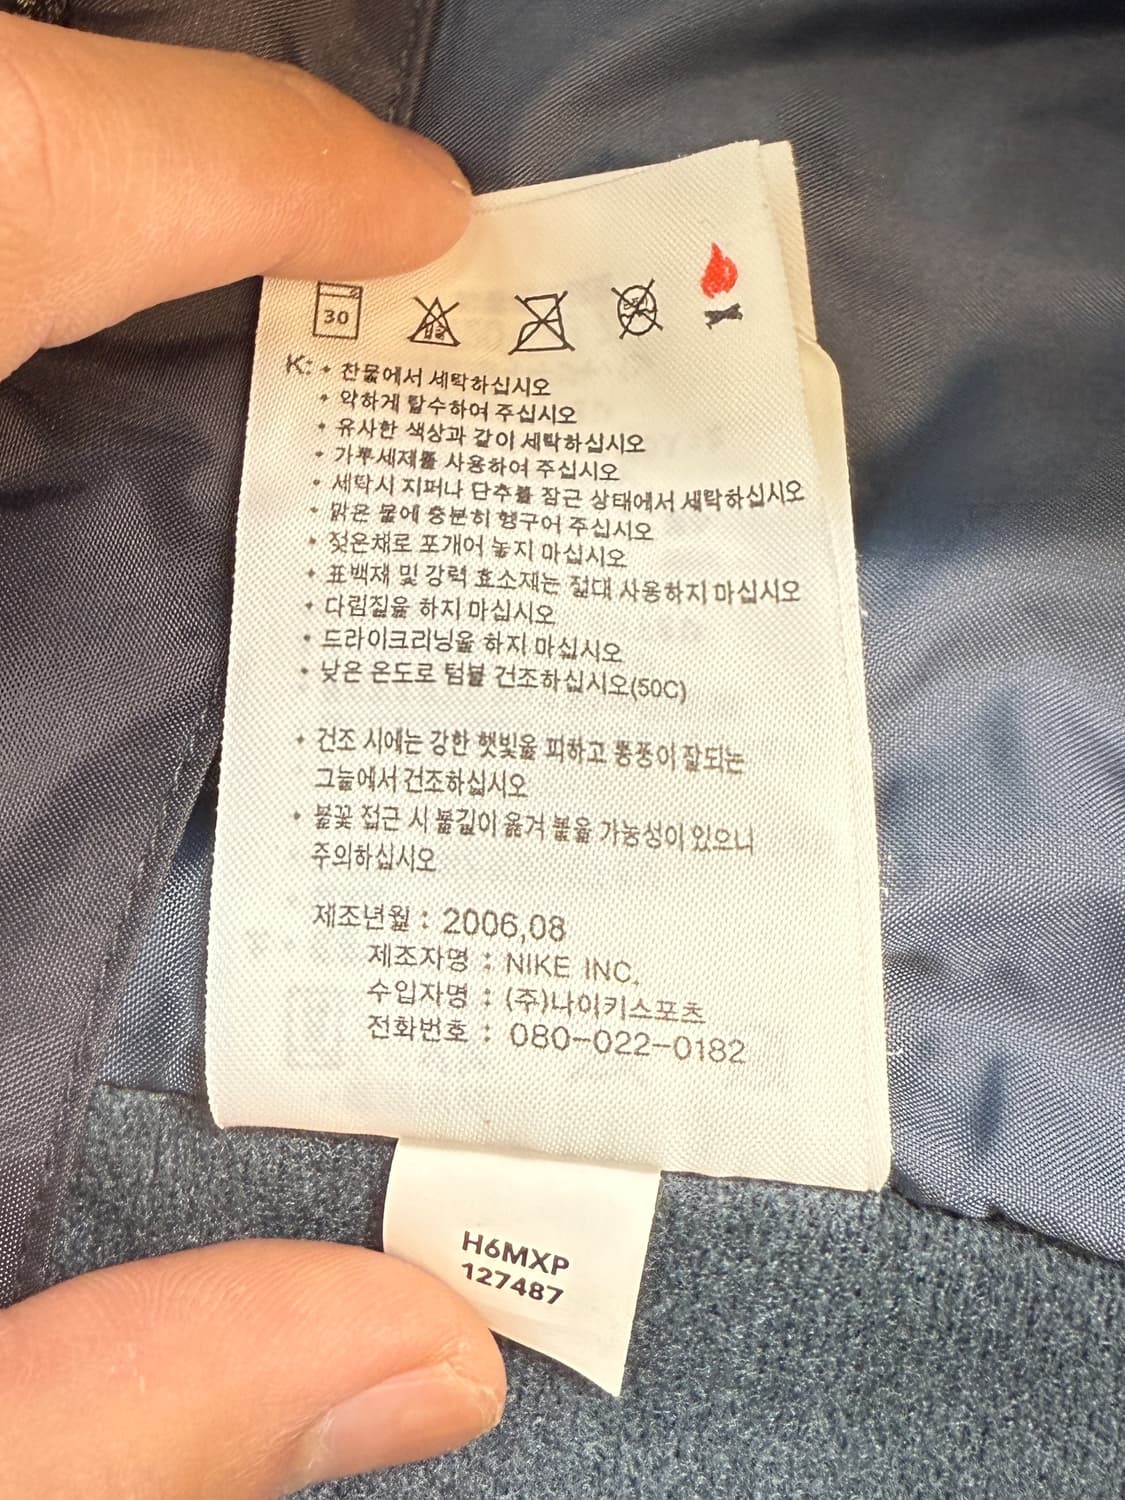 30
염소
드라이
K: • 찬물에서 세탁하십시오
• 약하게 탈수하여 주십시오
• 유사한 색상과 같이 세탁하십시오
• 가루세제를 사용하여 주십시오
• 세탁시 지퍼나 단추를 잠근 상태에서 세탁하십시오
• 맑은 물에 충분히 헹구어 주십시오
• 젖은채로 포개어 놓지 마십시오
• 표백제 및 강력 효소제는 절대 사용하지 마십시오
• 다림질을 하지 마십시오
• 드라이크리닝을 하지 마십시오
• 낮은 온도로 텀블 건조하십시오(50C)
• 건조 시에는 강한 햇빛을 피하고 통풍이 잘되는
그늘에서 건조하십시오
• 불꽃 접근 시 불길이 옮겨 붙을 가능성이 있으니
주의하십시오
제조년월 : 2006,08
제조자명 : NIKE INC.
수입자명 : (주)나이키스포츠
전화번호 : 080-022-0182
H6MXP
127487